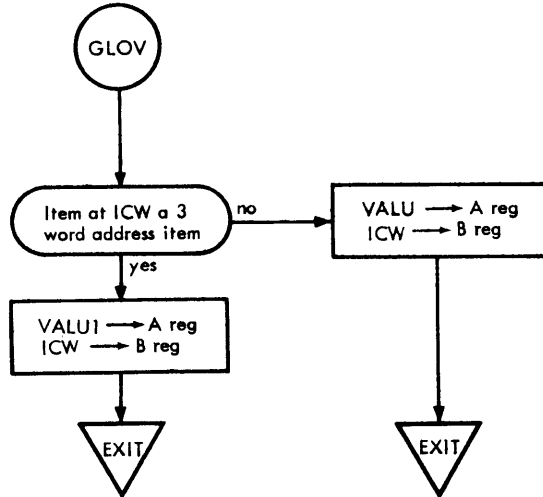 GLOV
Item at ICW a 3
word address item
no
yes
VALU → A reg
ICW → B reg
VALU1 → A reg
ICW → B reg
EXIT
EXIT